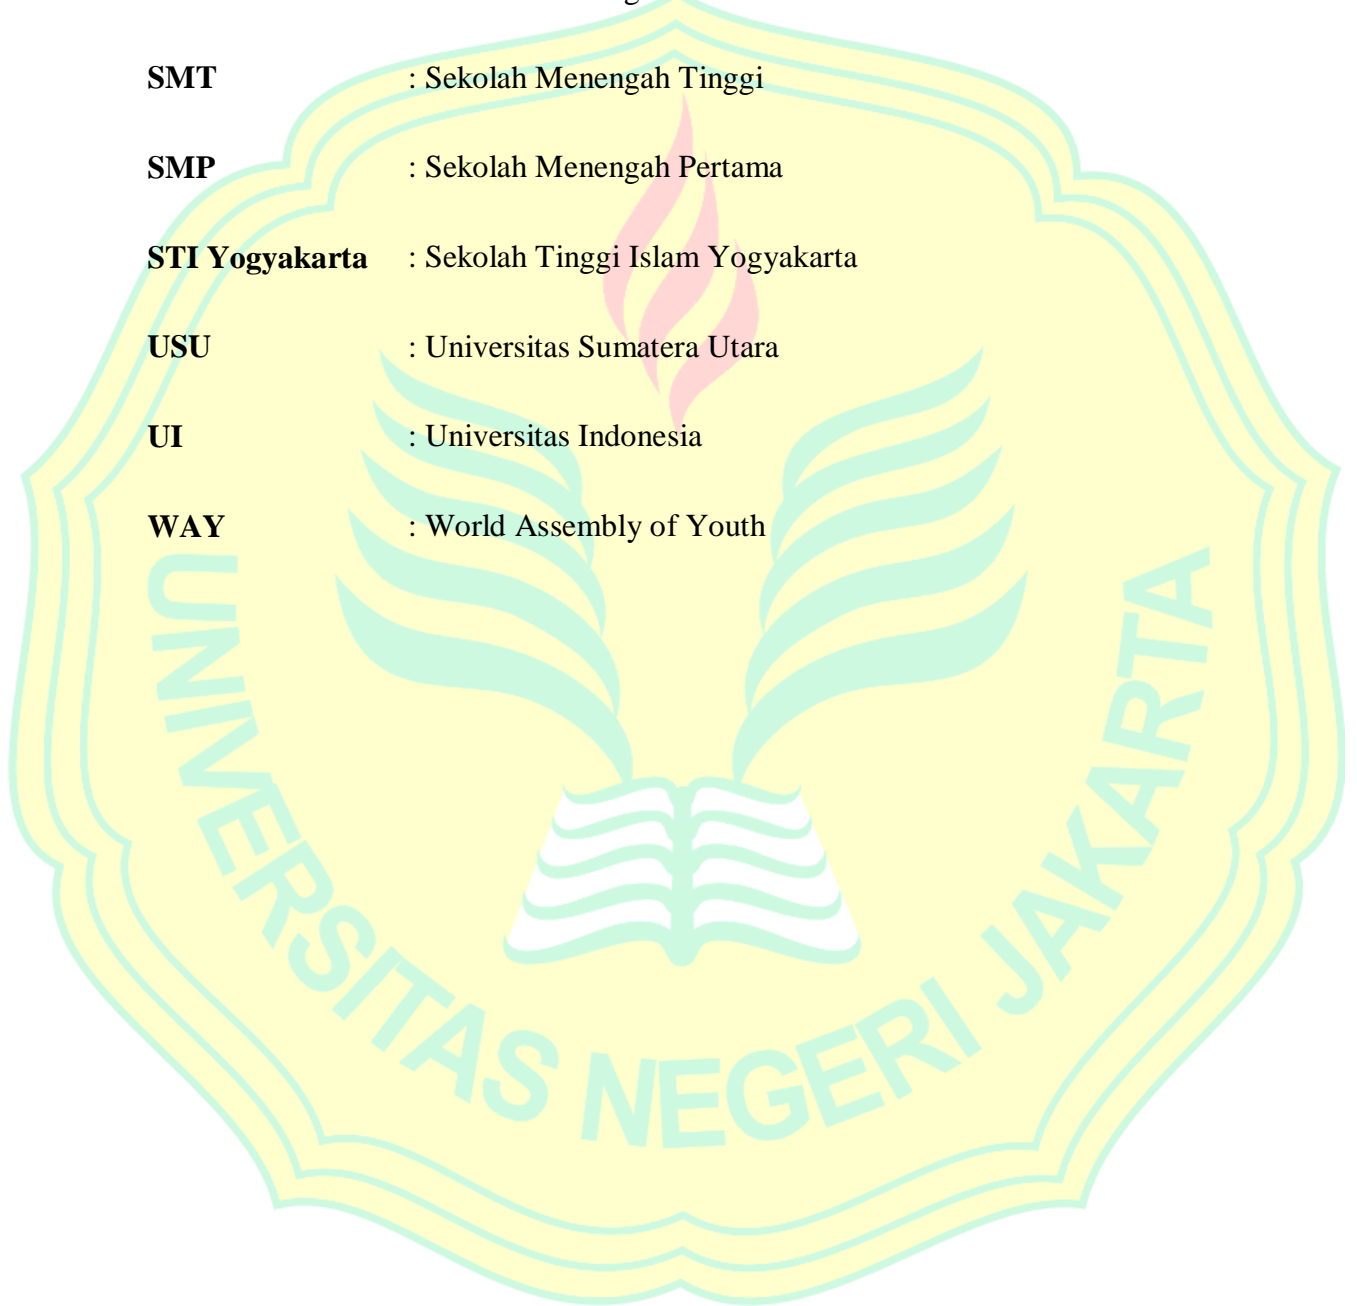 SMT : Sekolah Menengah Tinggi
SMP : Sekolah Menengah Pertama
STI Yogyakarta : Sekolah Tinggi Islam Yogyakarta
USU : Universitas Sumatera Utara
UI : Universitas Indonesia
WAY : World Assembly of Youth
UNIVERSITAS NEGERI JAKARTA